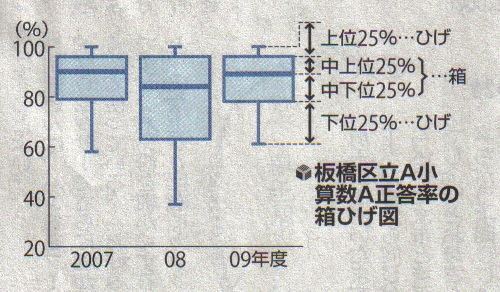 (%)
100
80
60
40
20
2007
08
09年度
上位25%…ひげ
中上位25%
中下位25%
…箱
下位25%…ひげ
板橋区立A小
算数A正答率の
箱ひげ図